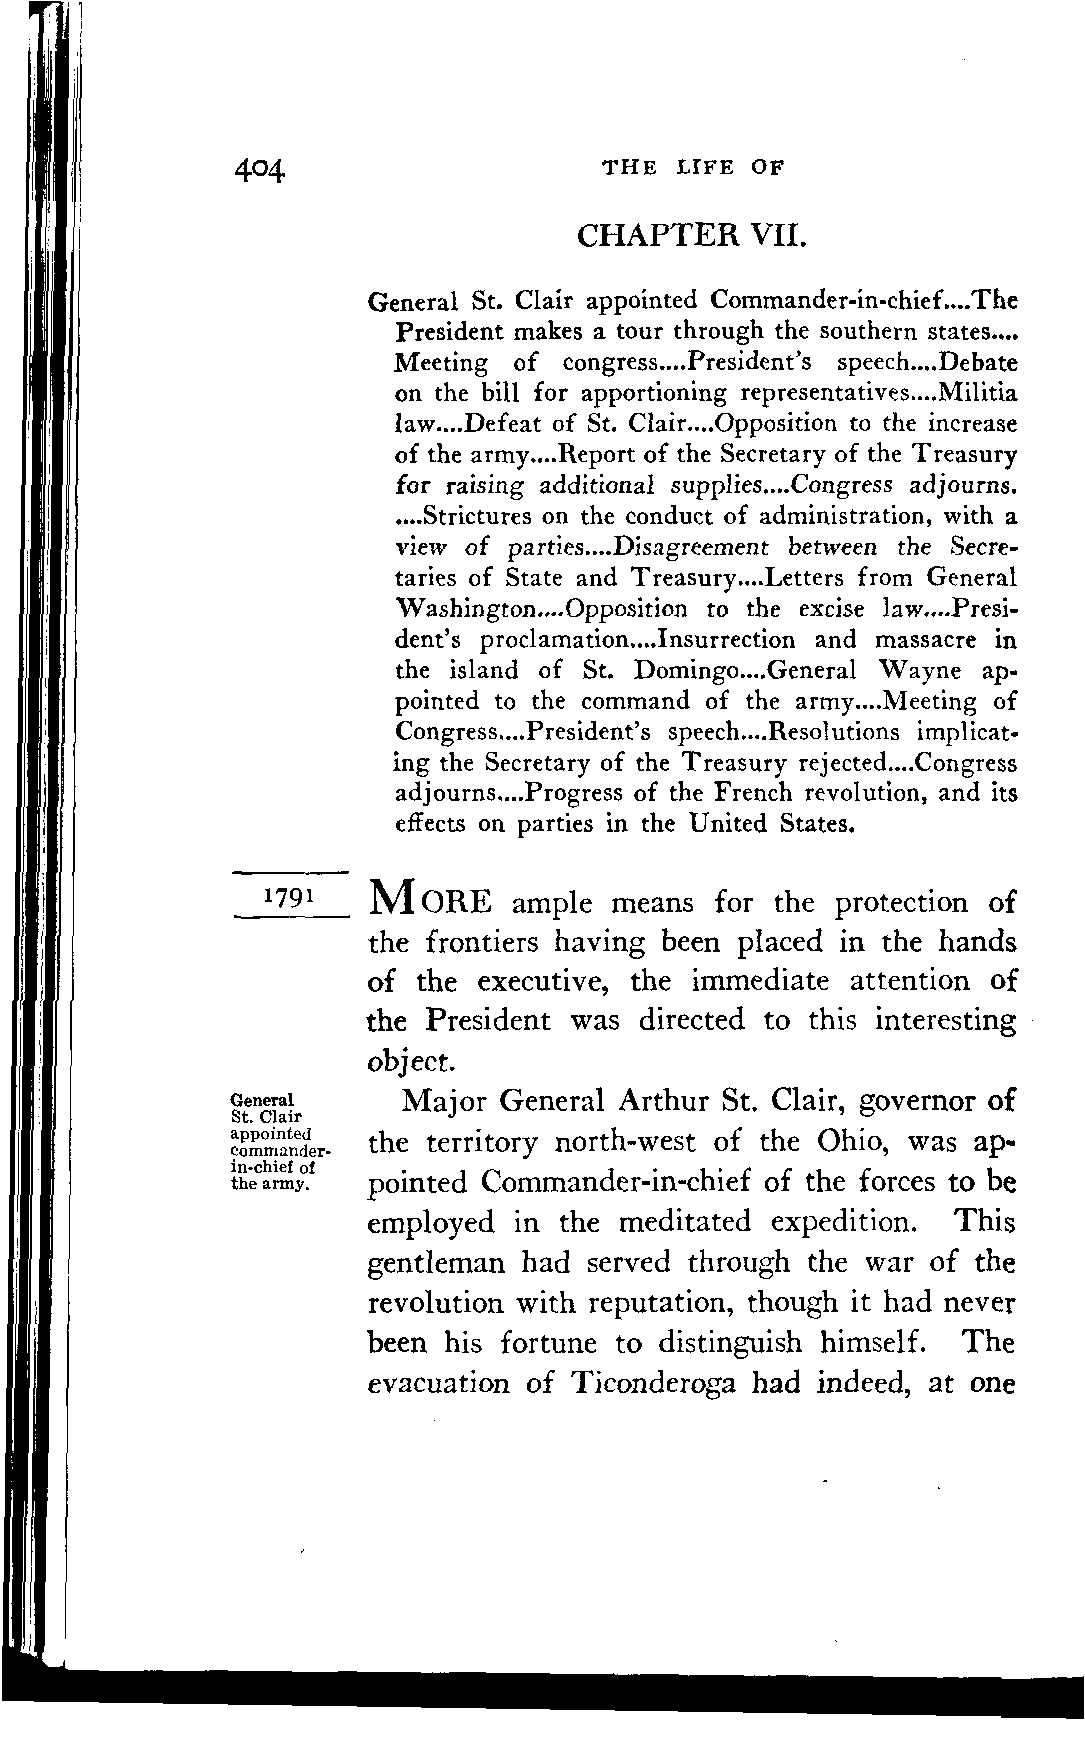 404 THE LIFE OF
CHAPTER VII.
General St. Clair appointed Commander-in-chief....The
President makes a tour through the southern states....
Meeting of congress....President's speech....Debate
on the bill for apportioning representatives....Militia
law....Defeat of St. Clair....Opposition to the increase
of the army....Report of the Secretary of the Treasury
for raising additional supplies....Congress adjourns.
....Strictures on the conduct of administration, with a
view of parties....Disagreement between the Secre-
taries of State and Treasury....Letters from General
Washington....Opposition to the excise law....Presi-
dent's proclamation....Insurrection and massacre in
the island of St. Domingo....General Wayne ap-
pointed to the command of the army....Meeting of
Congress....President's speech....Resolutions implicat-
ing the Secretary of the Treasury rejected....Congress
adjourns....Progress of the French revolution, and its
effects on parties in the United States.
1791
MORE ample means for the protection of
the frontiers having been placed in the hands
of the executive, the immediate attention of
the President was directed to this interesting
object.
General
St. Clair
appointed
commander-
in-chief of
the army.
Major General Arthur St. Clair, governor of
the territory north-west of the Ohio, was ap-
pointed Commander-in-chief of the forces to be
employed in the meditated expedition. This
gentleman had served through the war of the
revolution with reputation, though it had never
been his fortune to distinguish himself. The
evacuation of Ticonderoga had indeed, at one